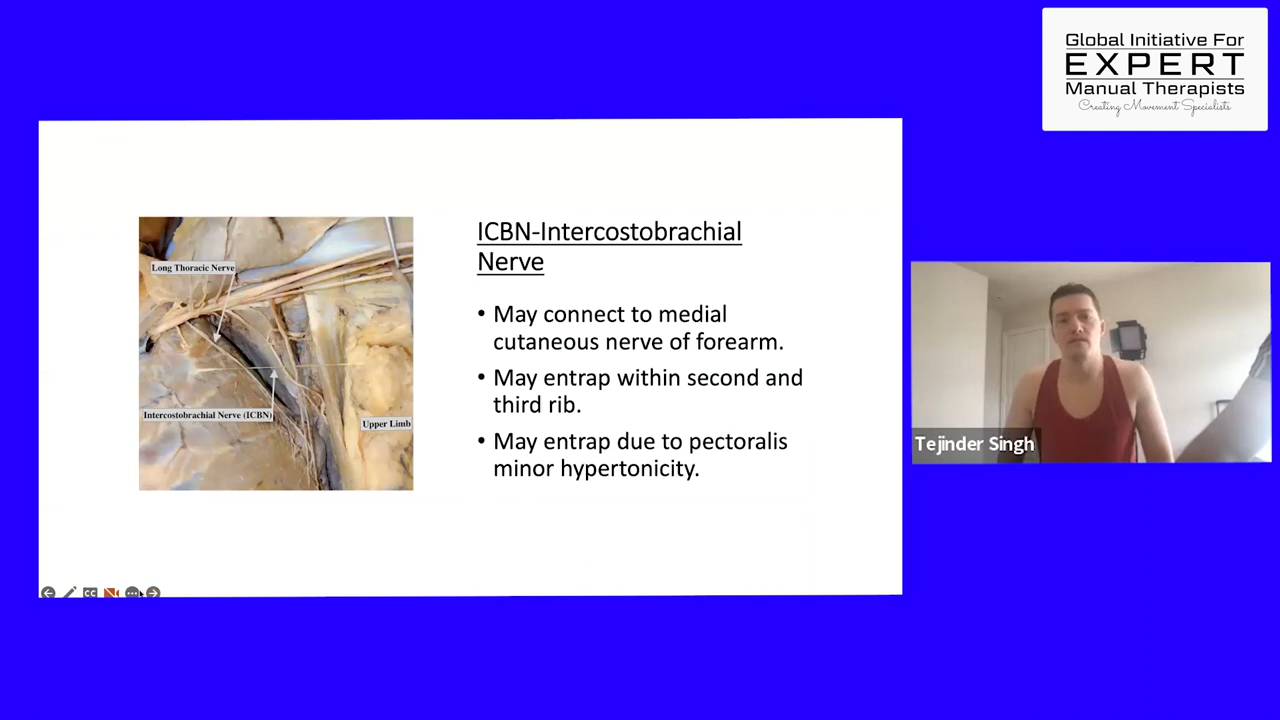 Global Initiative For
EXPERT
Manual Therapists
Creating Movement Specialists
ICBN-Intercostobrachial
Nerve
• May connect to medial
cutaneous nerve of forearm.
• May entrap within second and
third rib.
• May entrap due to pectoralis
minor hypertonicity.
Long Thoracic Nerve
Intercostobrachial Nerve (ICBN)
Upper Limb
Tejinder Singh
CC